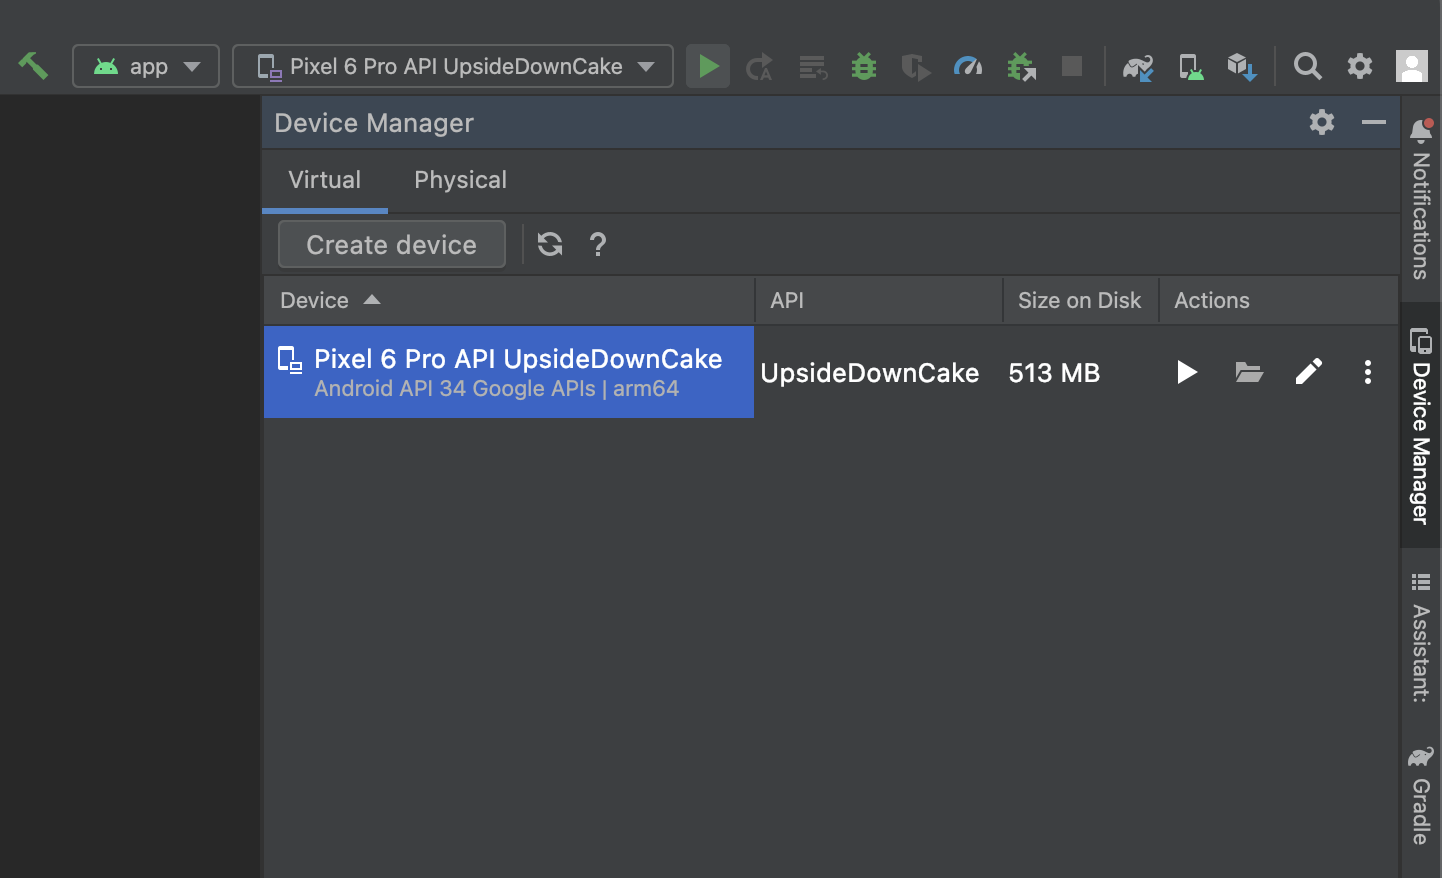 app
Pixel 6 Pro API UpsideDownCake
Device Manager
Virtual
Physical
Create device
?
Device
API
Size on Disk
Actions
Pixel 6 Pro API UpsideDownCake
Android API 34 Google APIs | arm64
UpsideDownCake
513 MB
Notifications
Device Manager
Assistant:
Gradle